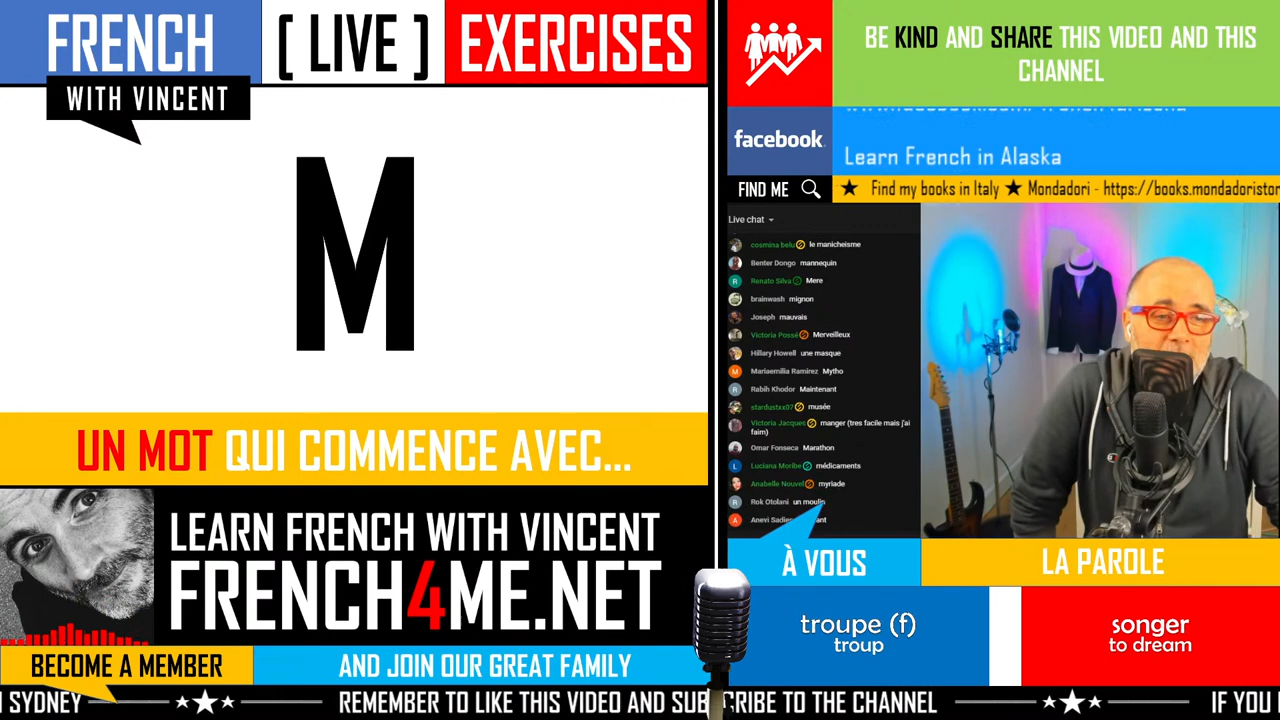 FRENCH
WITH VINCENT
[ LIVE ]
EXERCISES
M
UN MOT QUI COMMENCE AVEC...
LEARN FRENCH WITH VINCENT
FRENCH4ME.NET
BECOME A MEMBER
AND JOIN OUR GREAT FAMILY
BE KIND AND SHARE THIS VIDEO AND THIS
CHANNEL
facebook
Learn French in Alaska
FIND ME
★ Find my books in Italy ★ Mondadori - https://books.mondadoristor
Live chat
cosmina belu le manicheisme
Benter Dongo mannequin
Renato Silva Mere
brainwash mignon
Joseph mauvais
Victoria Possé Merveilleux
Hillary Howell une masque
Mariaemilia Ramirez Mytho
Rabih Khodor Maintenant
stardustxx07 musée
Victoria Jacques manger (tres facile mais j'ai
faim)
Omar Fonseca Marathon
Luciana Moribe médicaments
Anabelle Nouvel myriade
Rok Otolani un moulin
Anevi
À VOUS
LA PAROLE
troupe (f)
troup
songer
to dream
SYDNEY
REMEMBER TO LIKE THIS VIDEO AND SUBSCRIBE TO THE CHANNEL
IF YOU